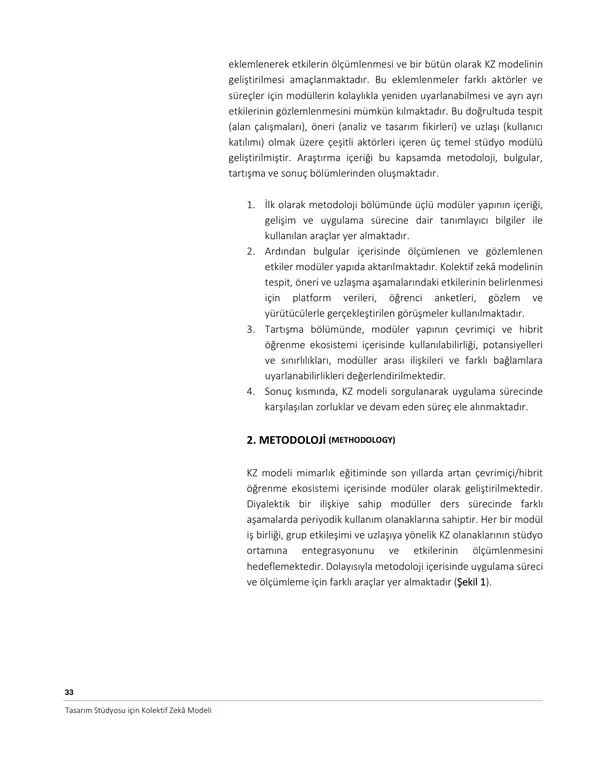 eklemlenerek etkilerin ölçümlenmesi ve bir bütün olarak KZ modelinin
geliştirilmesi amaçlanmaktadır. Bu eklemlenmeler farklı aktörler ve
süreçler için modüllerin kolaylıkla yeniden uyarlanabilmesi ve ayrı ayrı
etkilerinin gözlemlenmesini mümkün kılmaktadır. Bu doğrultuda tespit
(alan çalışmaları), öneri (analiz ve tasarım fikirleri) ve uzlaşı (kullanıcı
katılımı) olmak üzere çeşitli aktörleri içeren üç temel stüdyo modülü
geliştirilmiştir. Araştırma içeriği bu kapsamda metodoloji, bulgular,
tartışma ve sonuç bölümlerinden oluşmaktadır.
1. İlk olarak metodoloji bölümünde üçlü modüler yapının içeriği,
gelişim ve uygulama sürecine dair tanımlayıcı bilgiler ile
kullanılan araçlar yer almaktadır.
2. Ardından bulgular içerisinde ölçümlenen ve gözlemlenen
etkiler modüler yapıda aktarılmaktadır. Kolektif zekâ modelinin
tespit, öneri ve uzlaşma aşamalarındaki etkilerinin belirlenmesi
için platform verileri, öğrenci anketleri, gözlem ve
yürütücülerle gerçekleştirilen görüşmeler kullanılmaktadır.
3. Tartışma bölümünde, modüler yapının çevrimiçi ve hibrit
öğrenme ekosistemi içerisinde kullanılabilirliği, potansiyelleri
ve sınırlılıkları, modüller arası ilişkileri ve farklı bağlamlara
uyarlanabilirlikleri değerlendirilmektedir.
4. Sonuç kısmında, KZ modeli sorgulanarak uygulama sürecinde
karşılaşılan zorluklar ve devam eden süreç ele alınmaktadır.
2. METODOLOJİ (METHODOLOGY)
KZ modeli mimarlık eğitiminde son yıllarda artan çevrimiçi/hibrit
öğrenme ekosistemi içerisinde modüler olarak geliştirilmektedir.
Diyalektik bir ilişkiye sahip modüller ders sürecinde farklı
aşamalarda periyodik kullanım olanaklarına sahiptir. Her bir modül
iş birliği, grup etkileşimi ve uzlaşıya yönelik KZ olanaklarının stüdyo
ortamına entegrasyonunu ve etkilerinin ölçümlenmesini
hedeflemektedir. Dolayısıyla metodoloji içerisinde uygulama süreci
ve ölçümleme için farklı araçlar yer almaktadır (Şekil 1).
33
Tasarım Stüdyosu için Kolektif Zekâ Modeli